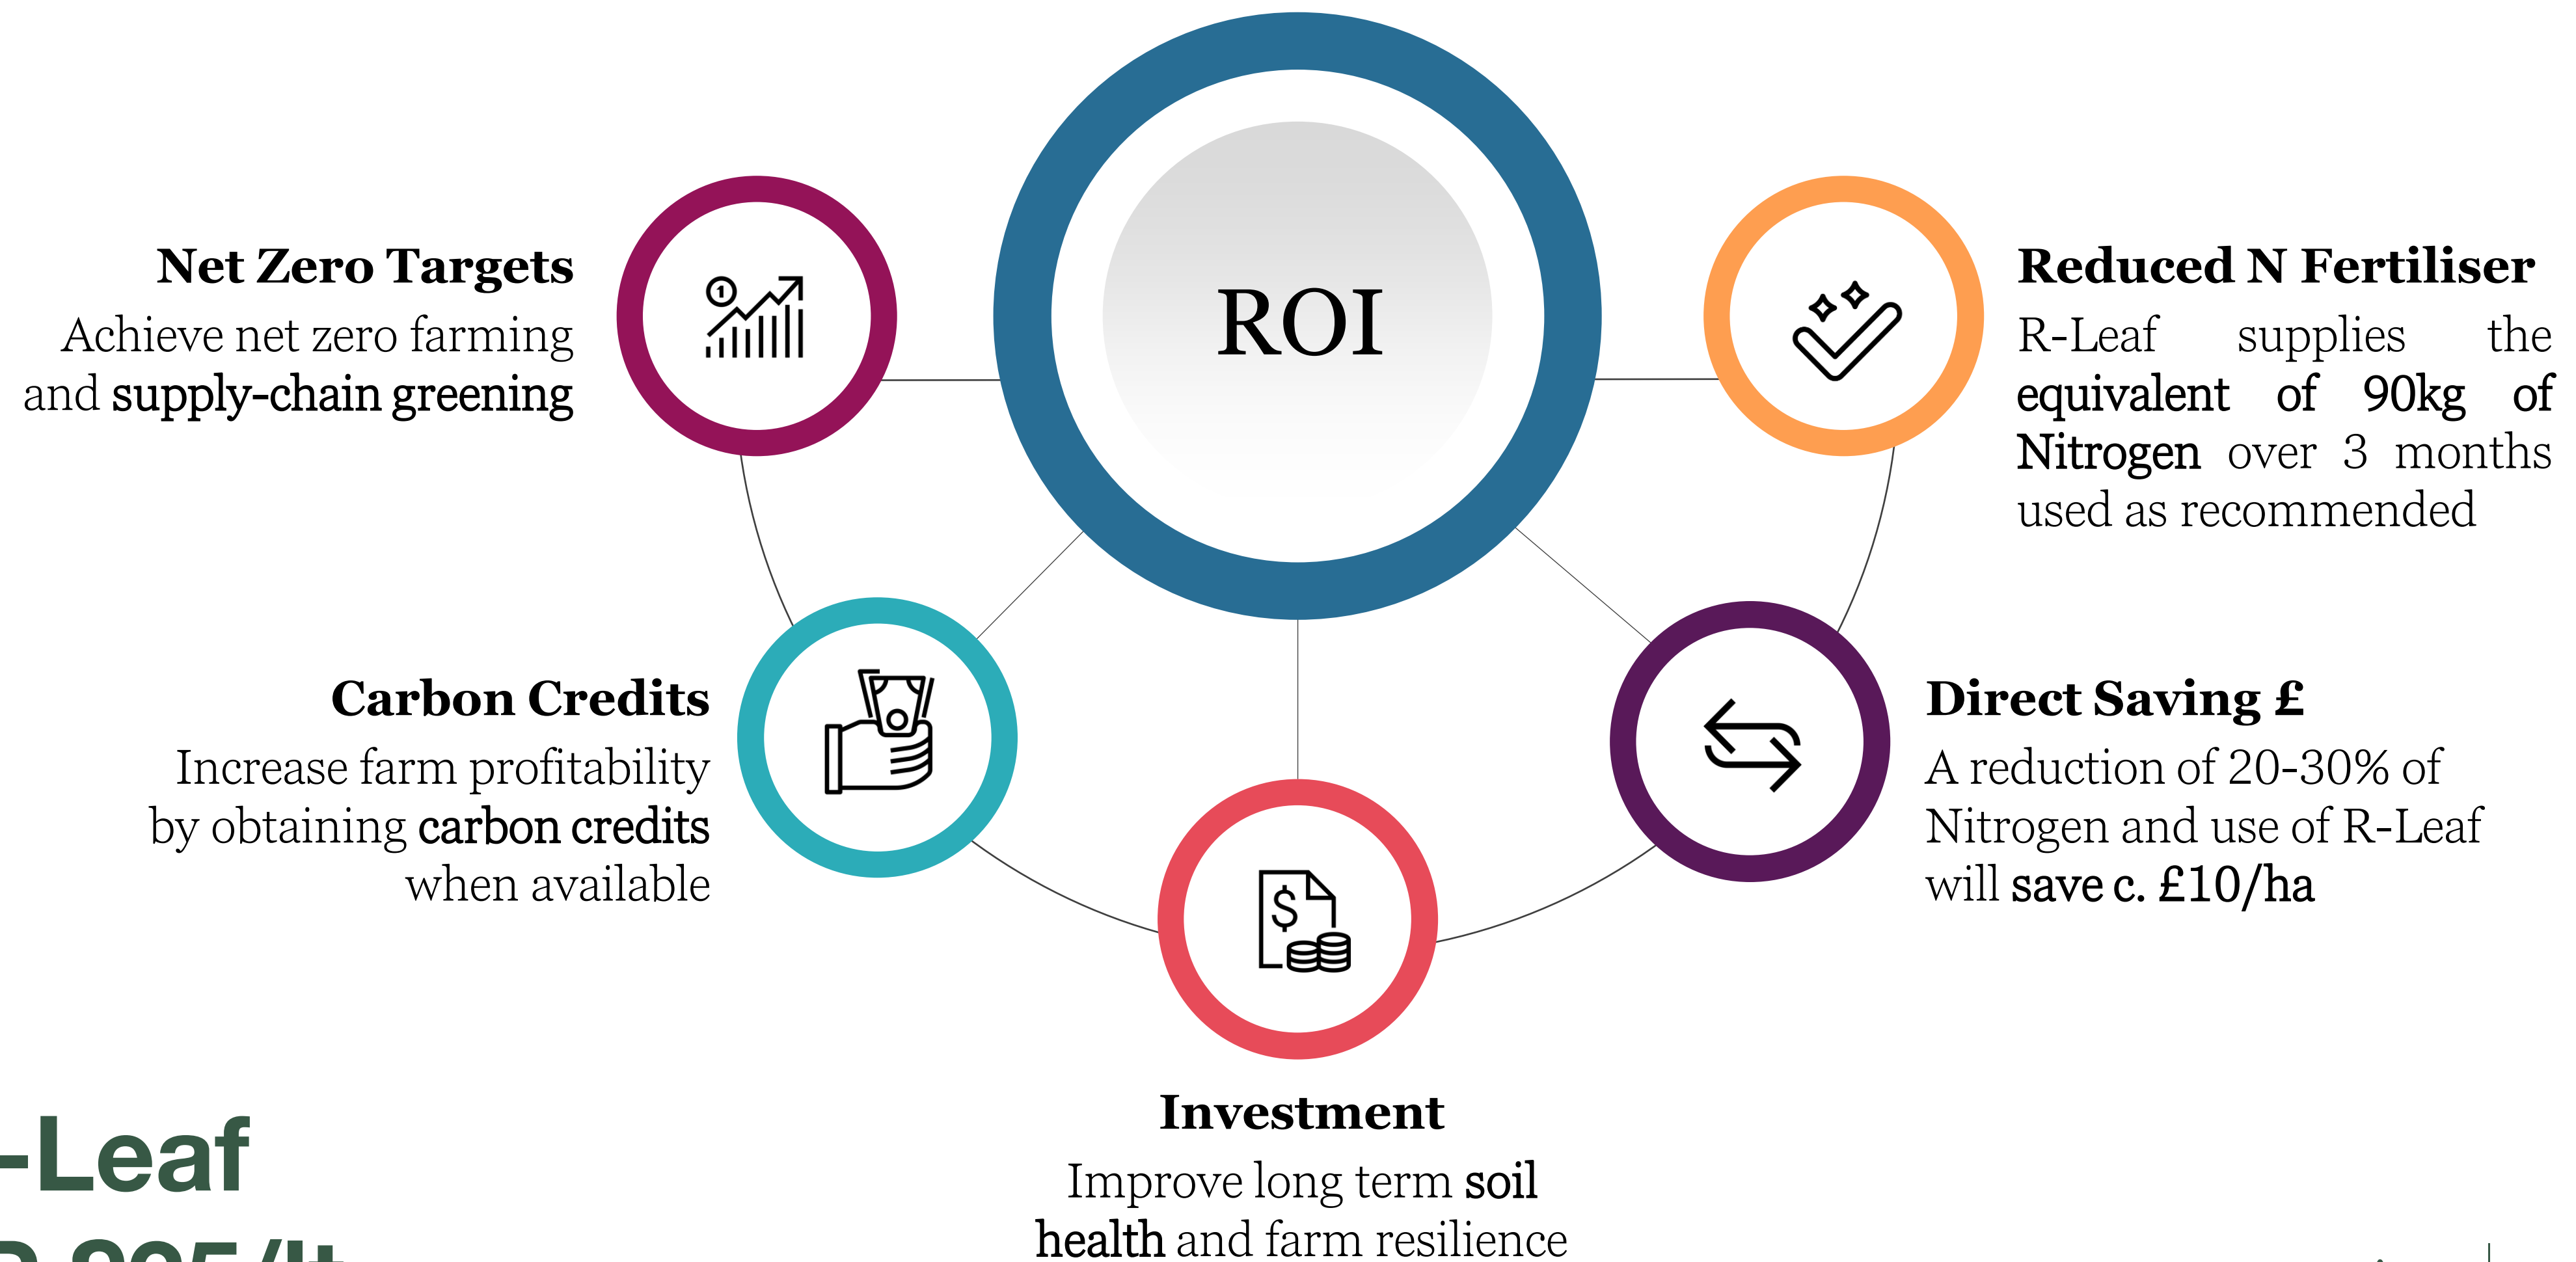 ROI
Net Zero Targets
Achieve net zero farming
and supply-chain greening
Reduced N Fertiliser
R-Leaf supplies the
equivalent of 90kg of
Nitrogen over 3 months
used as recommended
Carbon Credits
Increase farm profitability
by obtaining carbon credits
when available
Direct Saving £
A reduction of 20-30% of
Nitrogen and use of R-Leaf
will save c. £10/ha
$
Investment
Improve long term soil
health and farm resilience
-Leaf